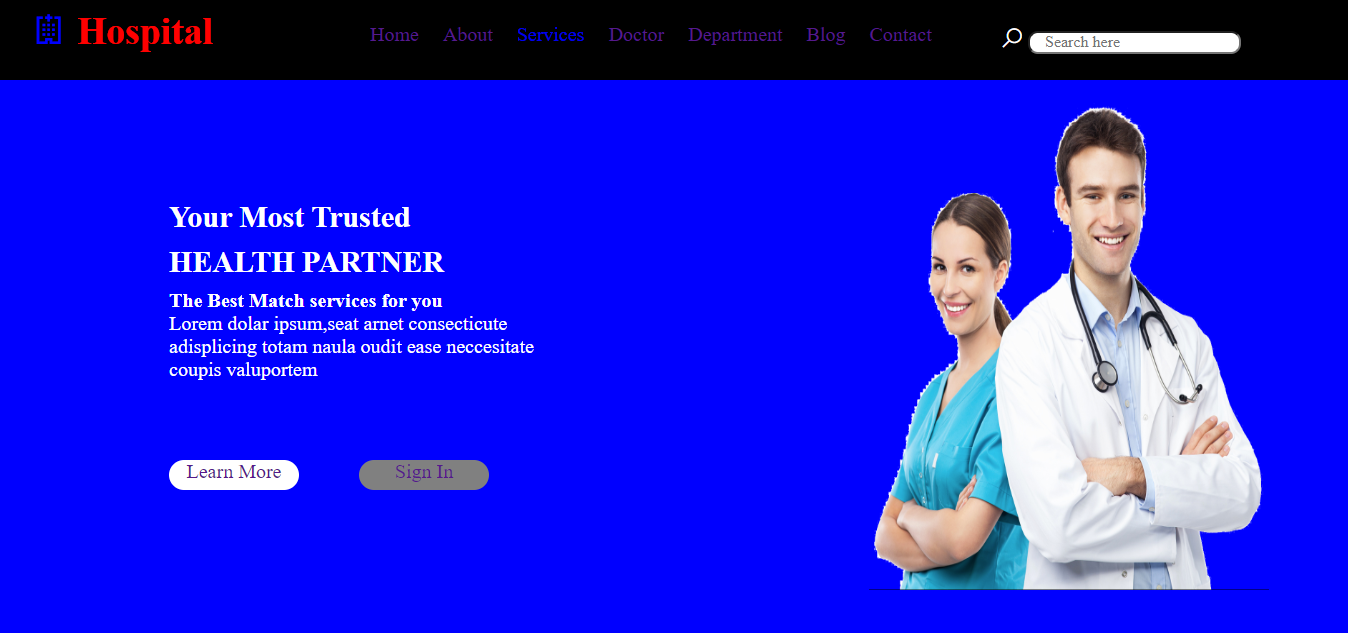 Hospital
Home About Services Doctor Department Blog Contact
Search here
Your Most Trusted
HEALTH PARTNER
The Best Match services for you
Lorem dolar ipsum,seat arnet consecticute
adisplicing totam naula oudit ease neccesitate
coupis valuportem
Learn More
Sign In